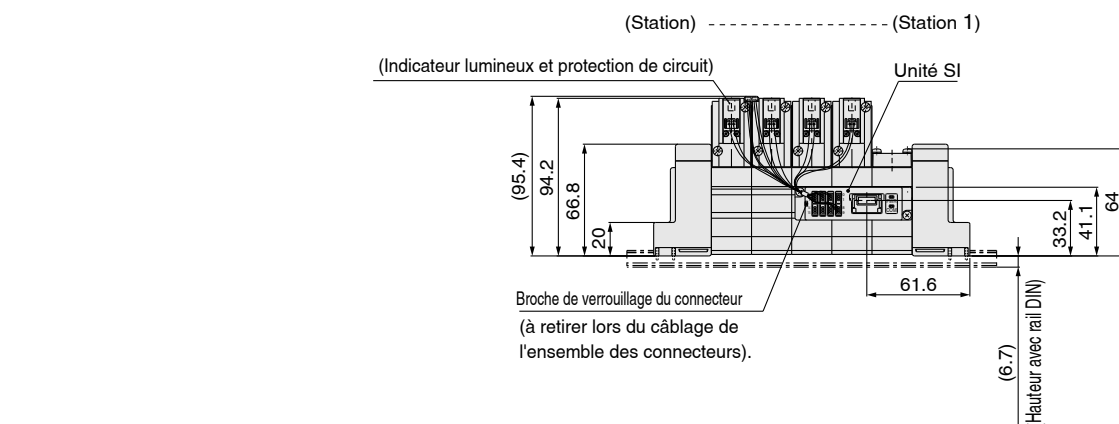 (Station) (Station 1)
(Indicateur lumineux et protection de circuit)
Unité SI
(95.4)
94.2
66.8
20
64
41.1
33.2
61.6
Broche de verrouillage du connecteur
(à retirer lors du câblage de
l'ensemble des connecteurs).
(6.7)
Hauteur avec rail DIN)